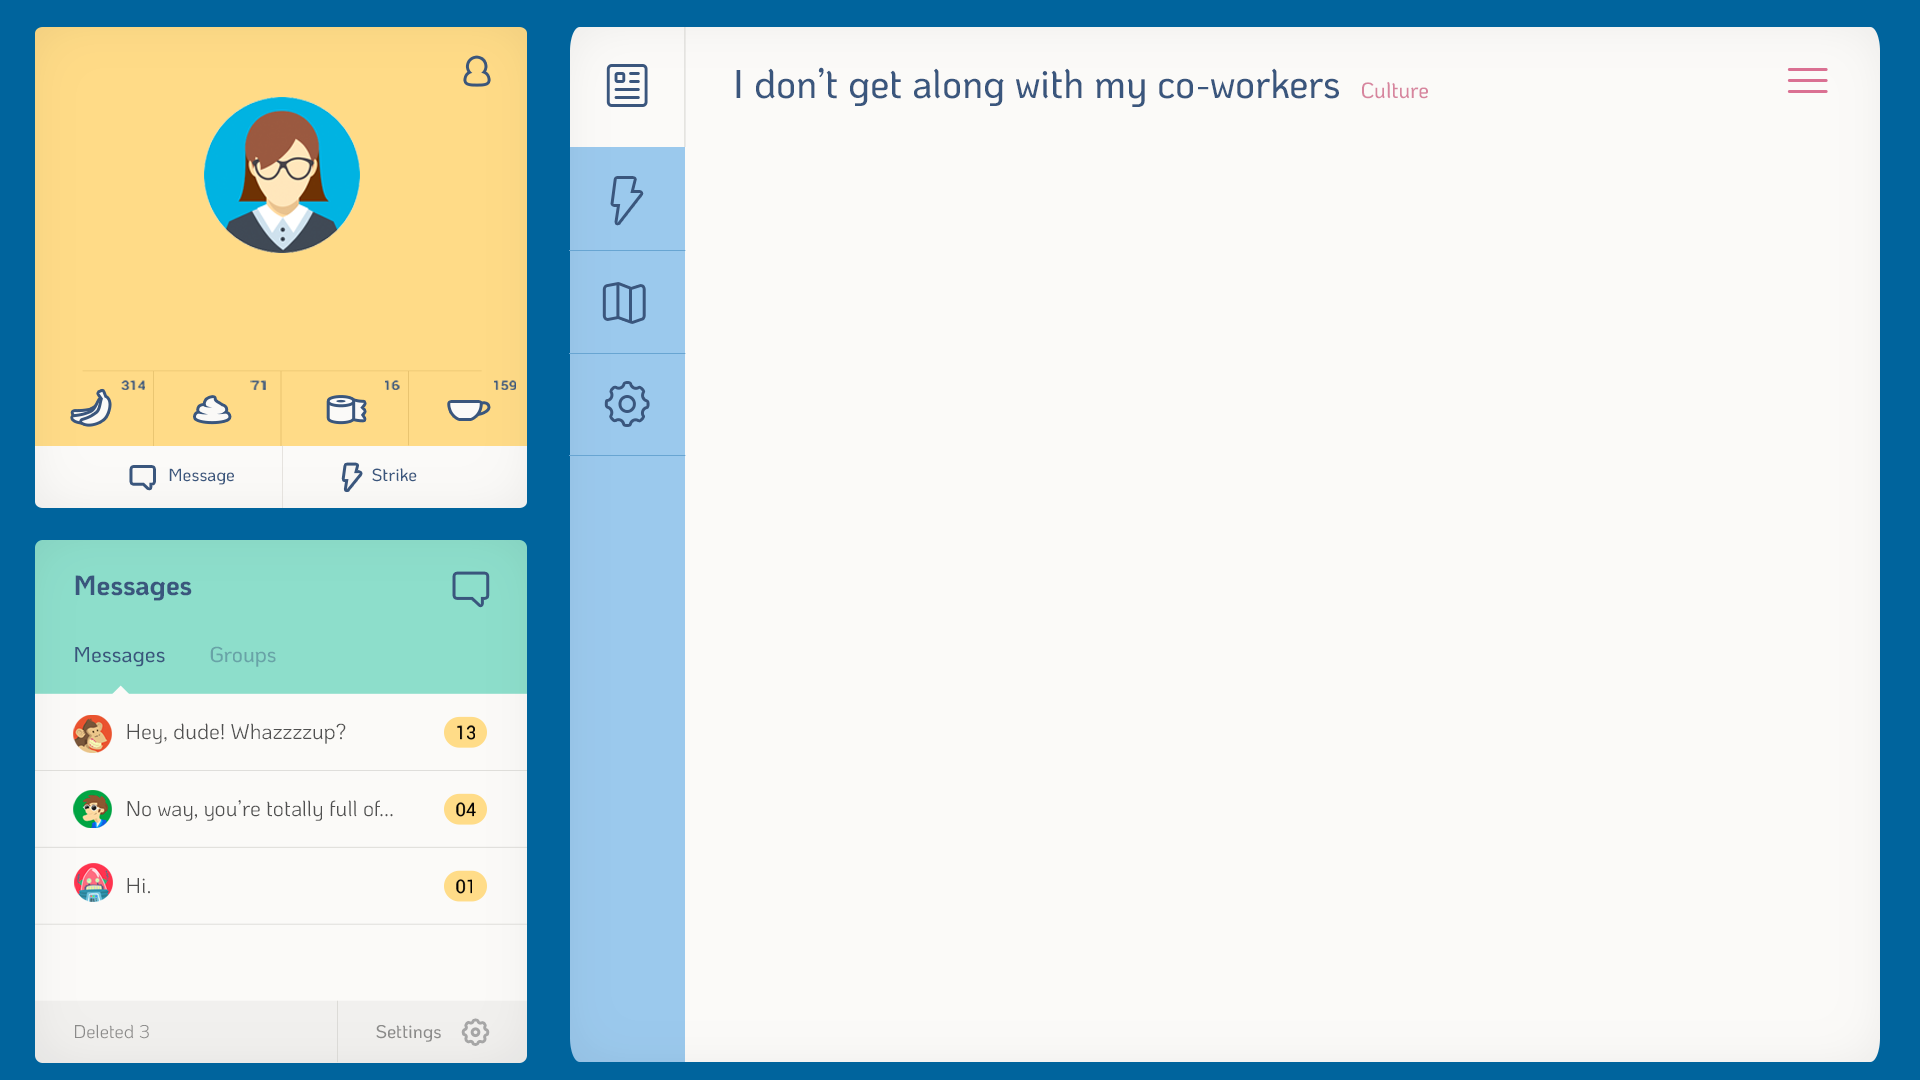 314
71
16
159
Message
Strike
Messages
Messages
Groups
Hey, dude! Whazzzzup?
13
No way, you’re totally full of...
04
Hi.
01
Deleted 3
Settings
I don’t get along with my co-workers
Culture